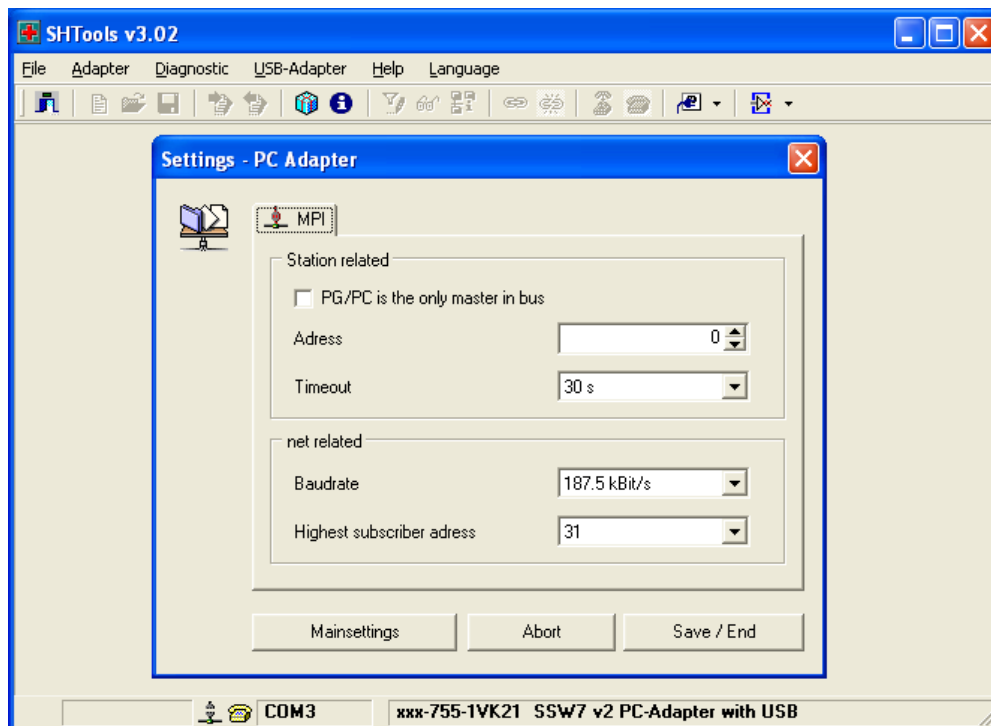 SHTools v3.02
File Adapter Diagnostic USB-Adapter Help Language
Settings - PC Adapter
MPI
Station related
PG/PC is the only master in bus
Adress 0
Timeout 30 s
net related
Baudrate 187.5 kBit/s
Highest subscriber adress 31
Mainsettings Abort Save / End
COM3 xxx-755-1VK21 SSW7 v2 PC-Adapter with USB